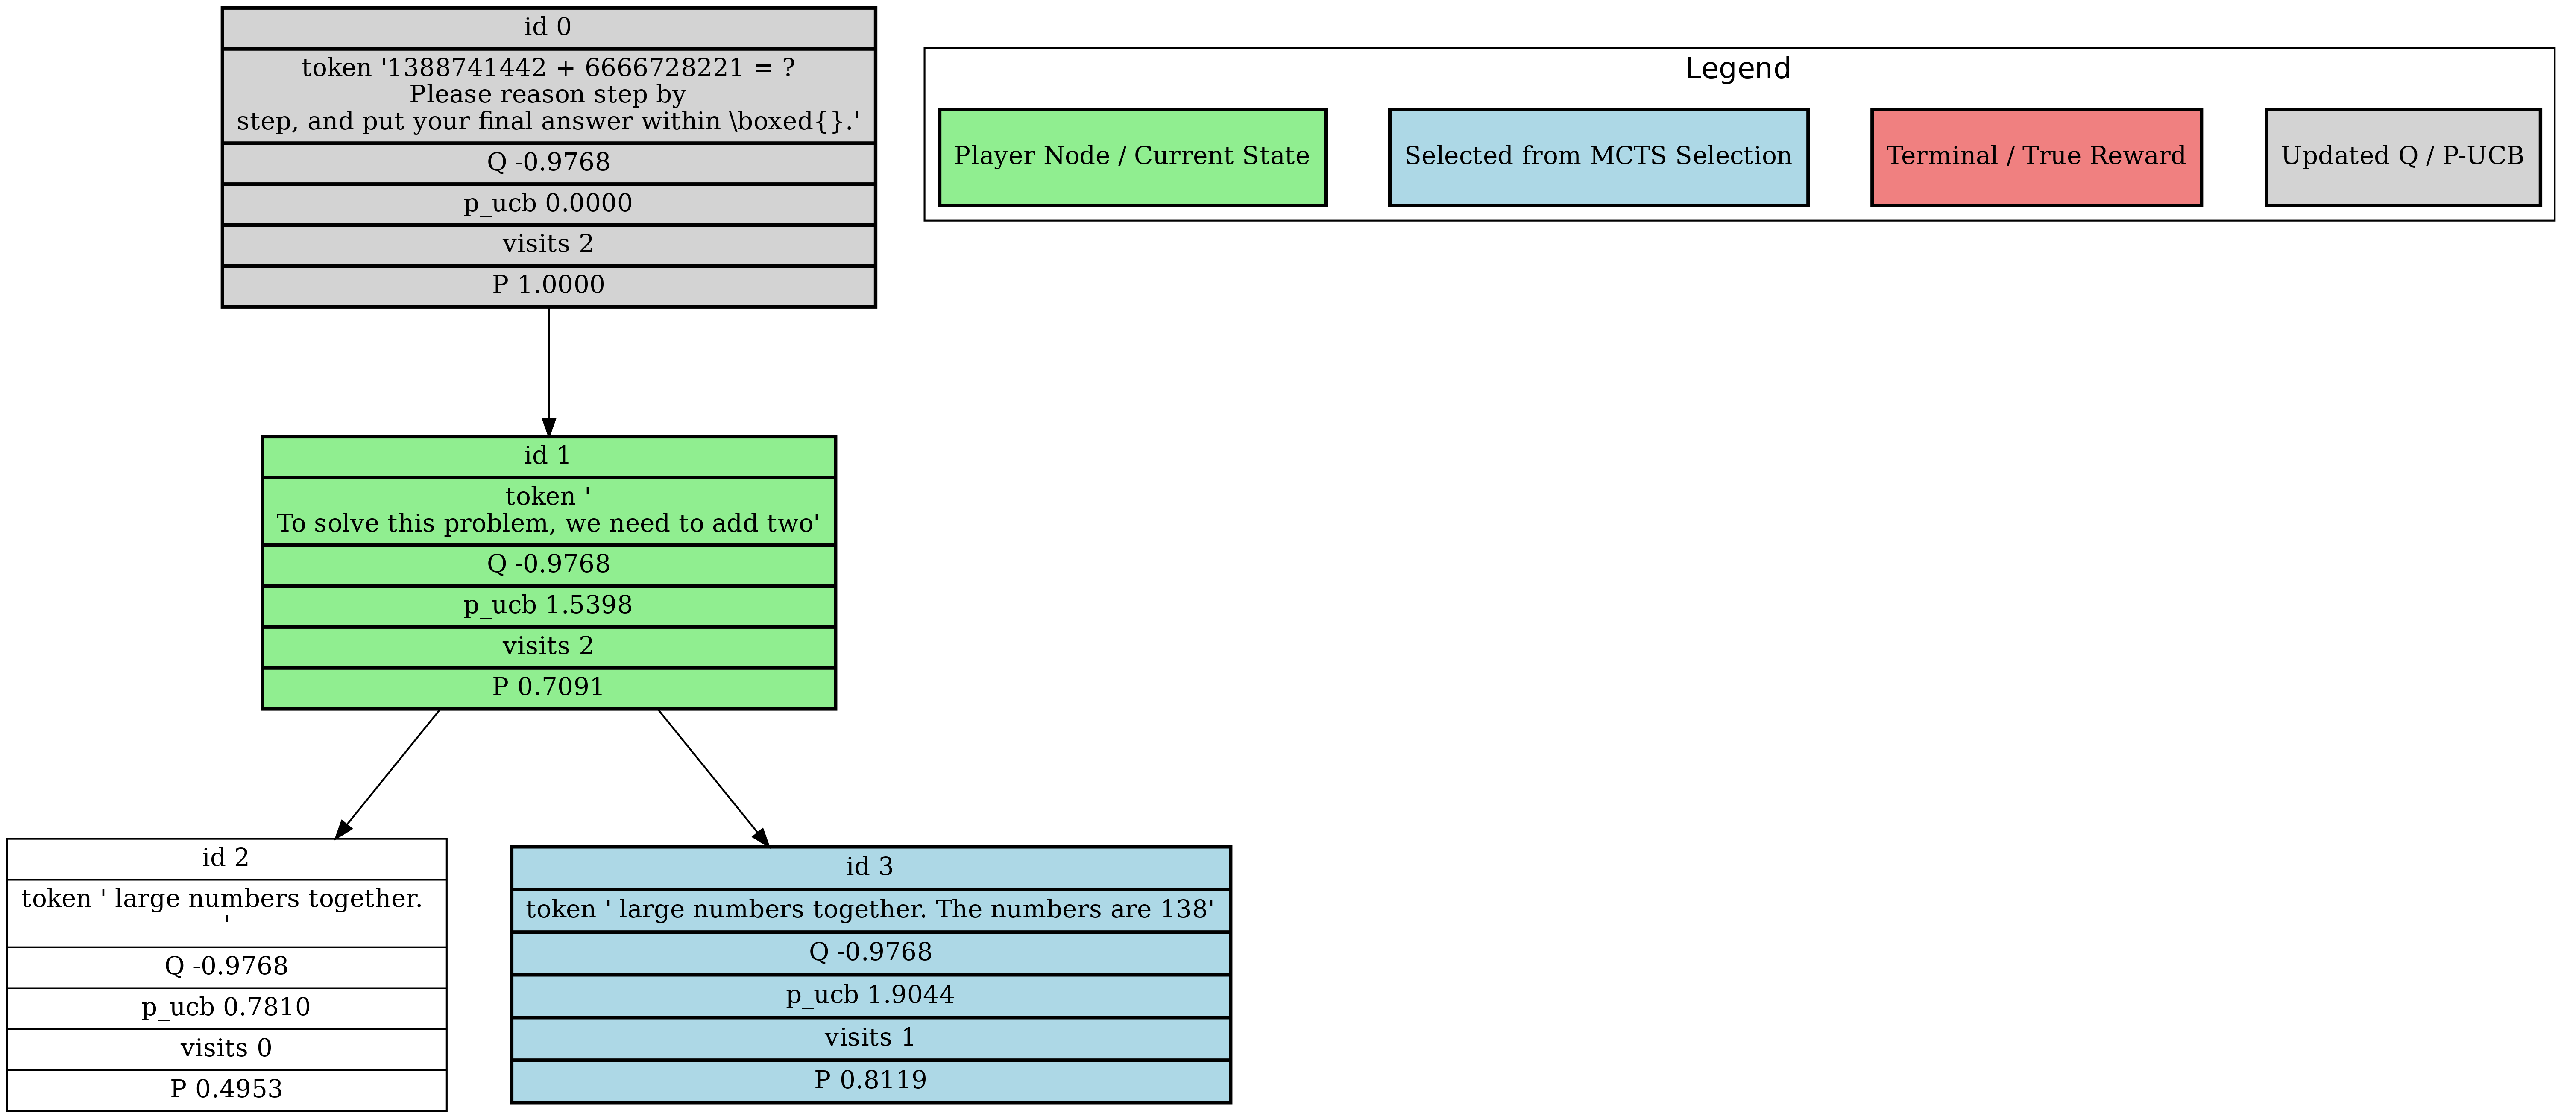 id 0
token '1388741442 + 6666728221 = ?
Please reason step by
step, and put your final answer within \boxed{}.'
Q -0.9768
p_ucb 0.0000
visits 2
P 1.0000
Legend
Player Node / Current State
Selected from MCTS Selection
Terminal / True Reward
Updated Q / P-UCB
id 1
token '
To solve this problem, we need to add two'
Q -0.9768
p_ucb 1.5398
visits 2
P 0.7091
id 2
token ' large numbers together.
'
Q -0.9768
p_ucb 0.7810
visits 0
P 0.4953
id 3
token ' large numbers together. The numbers are 138'
Q -0.9768
p_ucb 1.9044
visits 1
P 0.8119